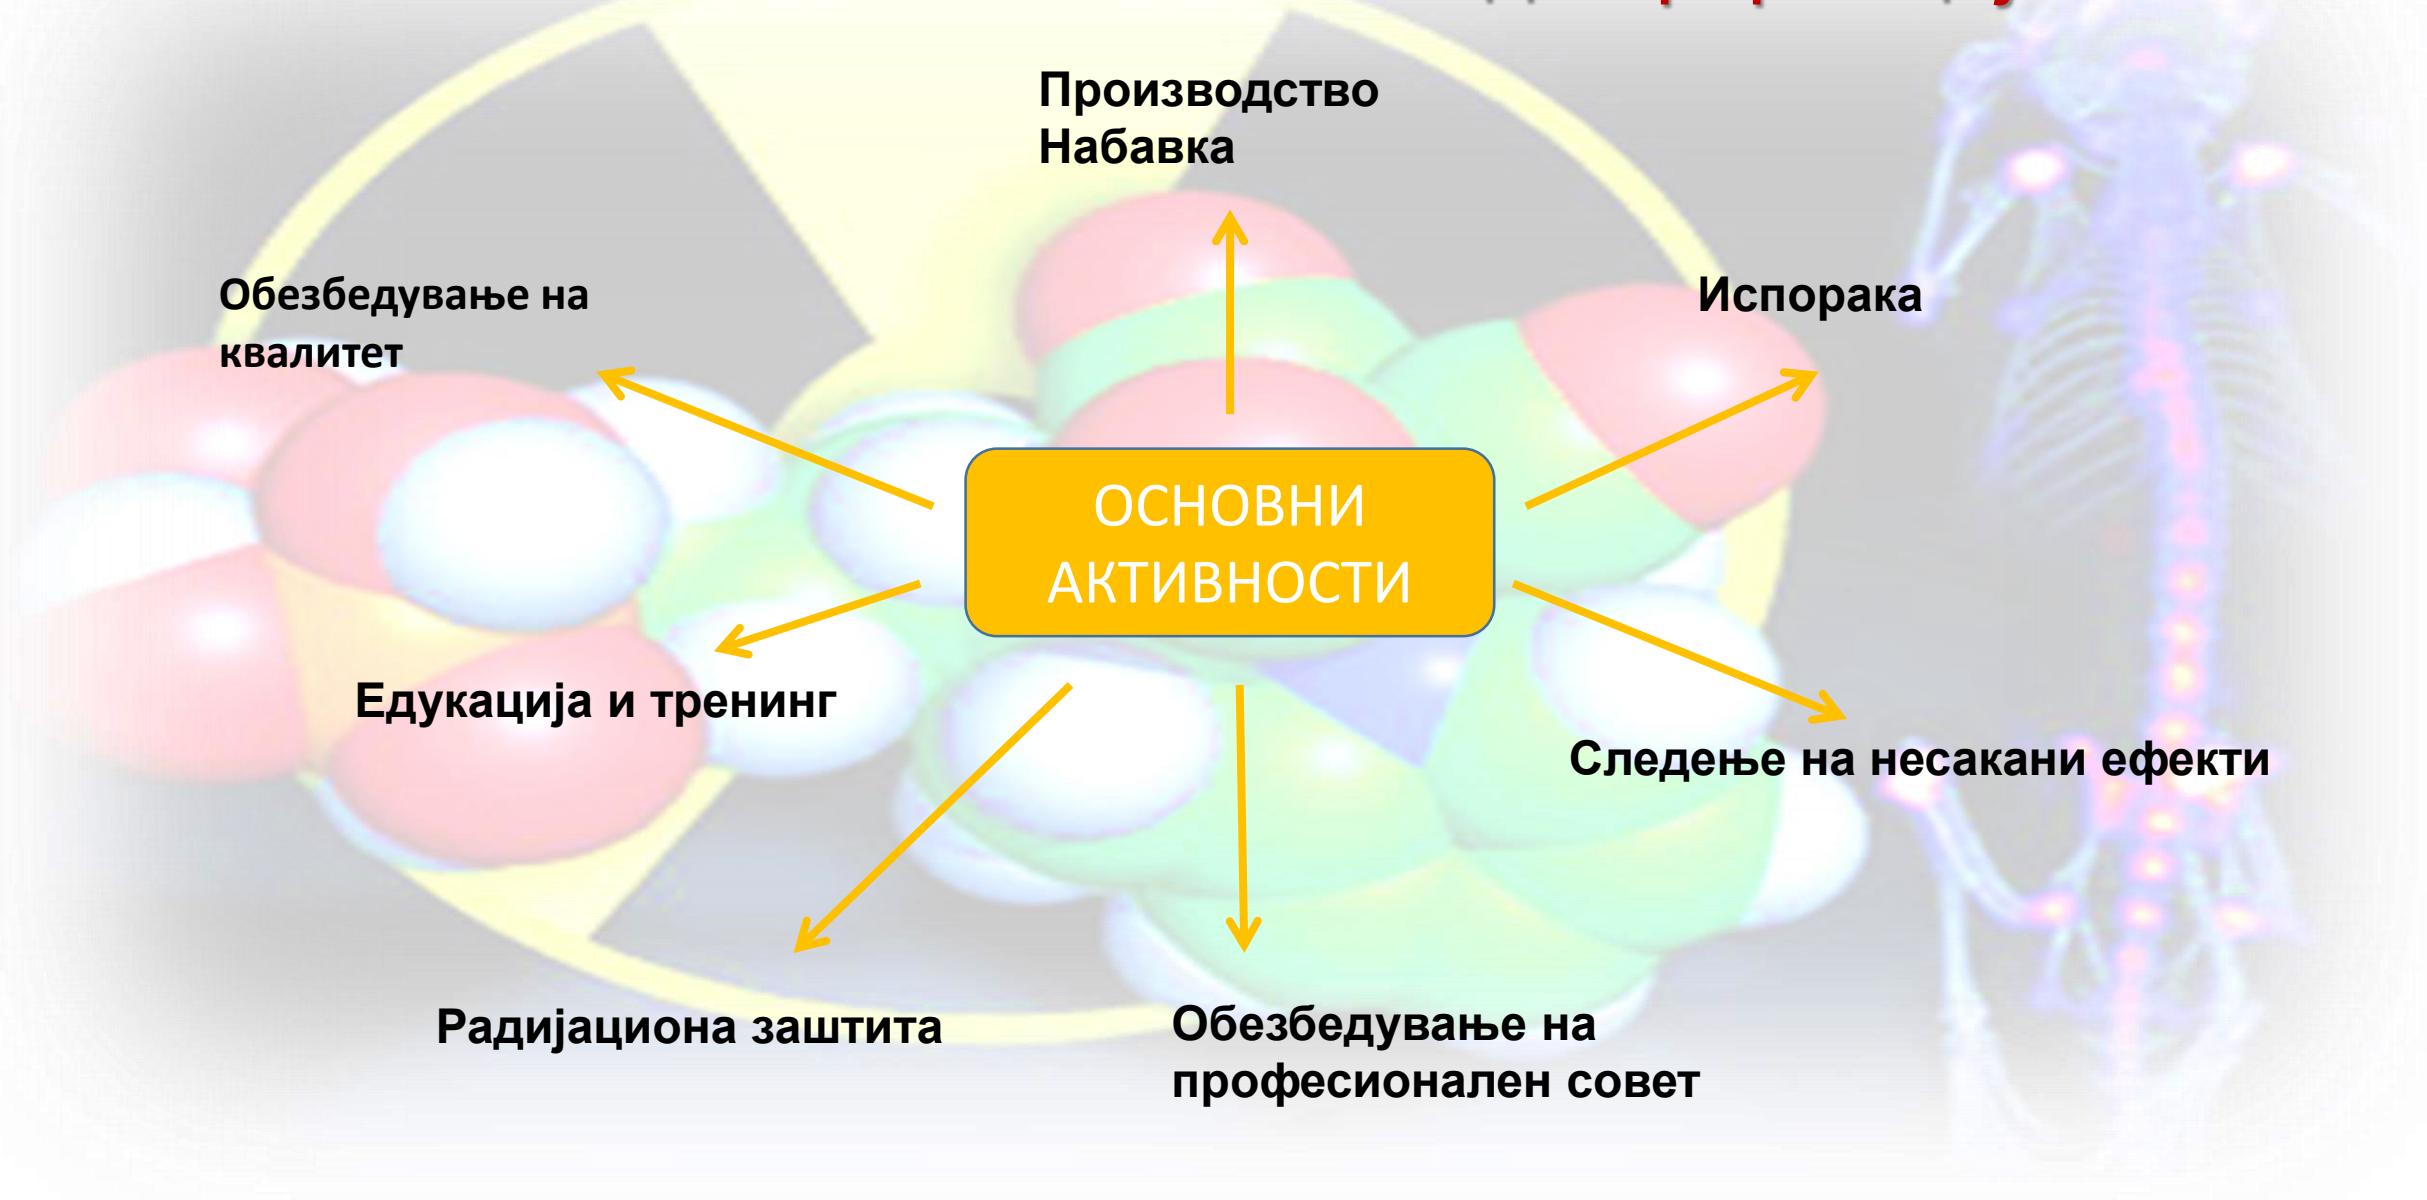 Производство
Набавка
Обезбедување на
квалитет
Испорака
ОСНОВНИ
АКТИВНОСТИ
Едукација и тренинг
Следење на несакани ефекти
Радијациона заштита
Обезбедување на
професионален совет